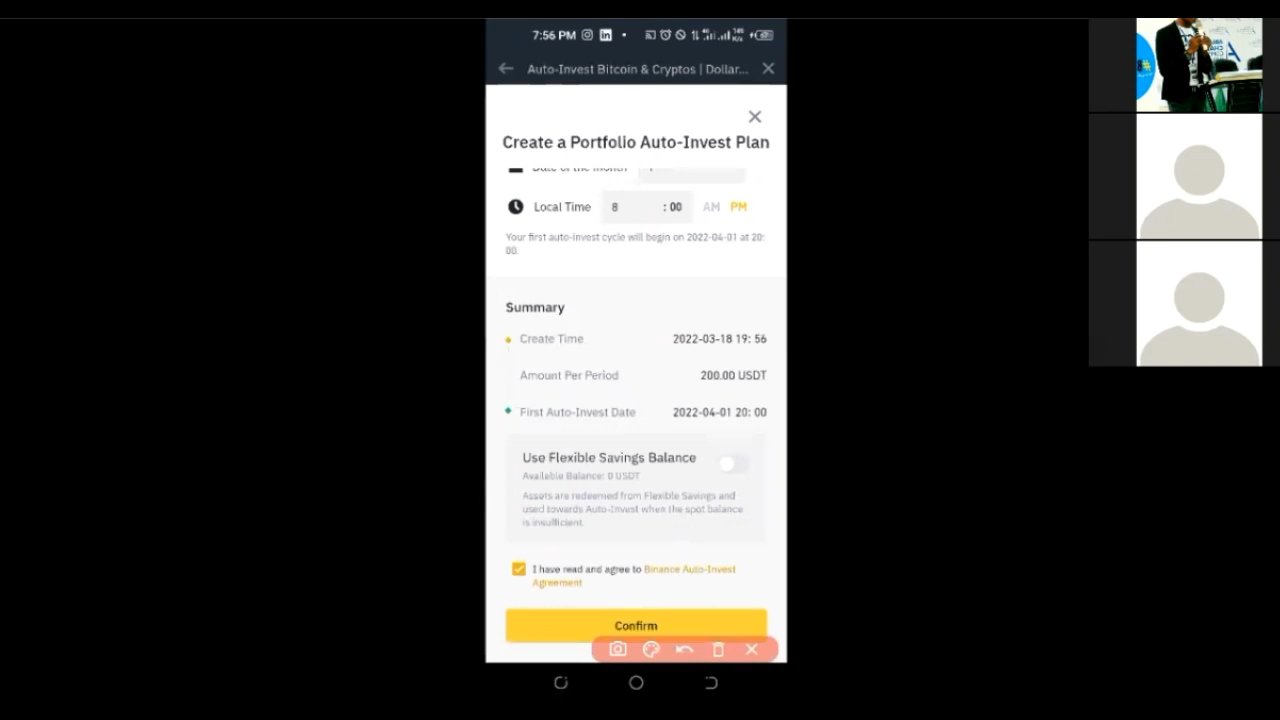 7:56 PM
Auto-Invest Bitcoin & Cryptos | Dollar...
Create a Portfolio Auto-Invest Plan
Date of the month
Local Time 8 : 00 AM PM
Your first auto-invest cycle will begin on 2022-04-01 at 20:
00.
Summary
Create Time 2022-03-18 19: 56
Amount Per Period 200.00 USDT
First Auto-Invest Date 2022-04-01 20: 00
Use Flexible Savings Balance
Available Balance: 0 USDT
Assets are redeemed from Flexible Savings and
used towards Auto-Invest when the spot balance
is insufficient.
I have read and agree to Binance Auto-Invest
Agreement
Confirm